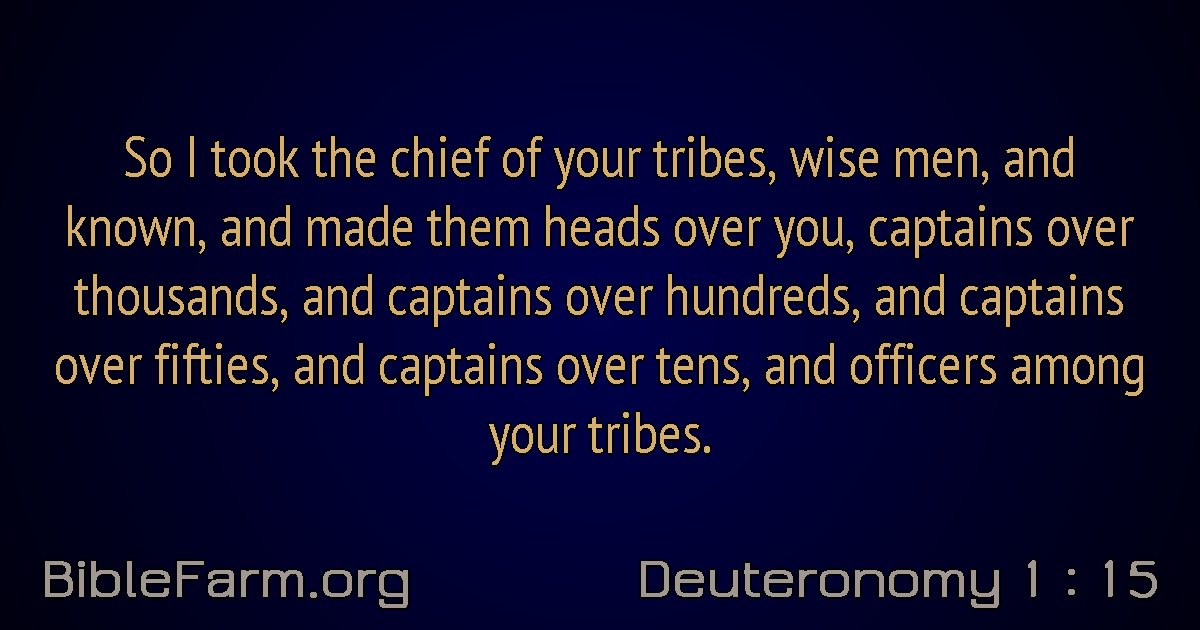 So I took the chief of your tribes, wise men, and
known, and made them heads over you, captains over
thousands, and captains over hundreds, and captains
over fifties, and captains over tens, and officers among
your tribes.
BibleFarm.org
Deuteronomy 1 : 15